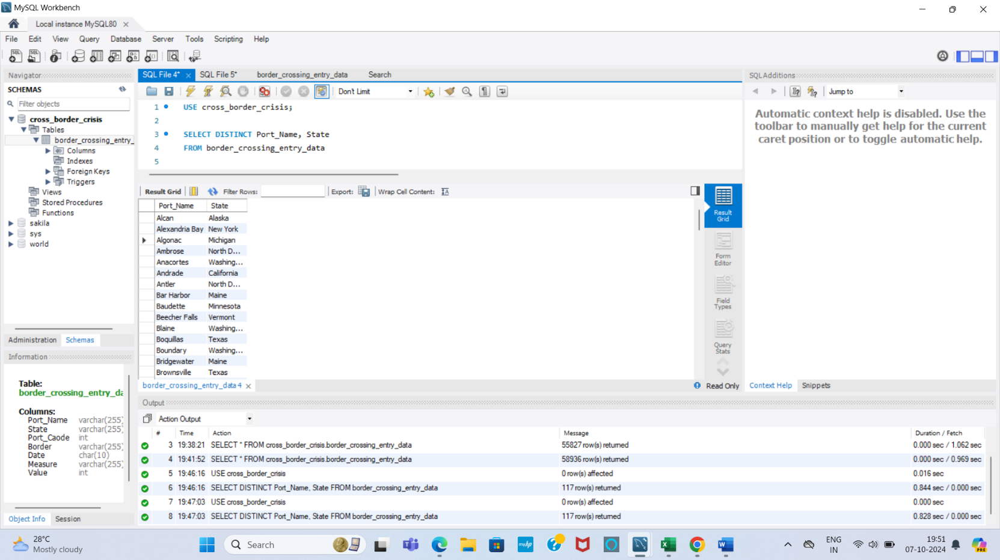 MySQL Workbench
Local instance MySQL80
File Edit View Query Database Server Tools Scripting Help
Navigator
SCHEMAS
Filter objects
cross_border_crisis
Tables
border_crossing_entry_
Columns
Indexes
Foreign Keys
Triggers
Views
Stored Procedures
Functions
sakila
sys
world
Administration Schemas
Information
Table:
border_crossing_entry_da
Columns:
Port_Name varchar(255)
State varchar(255)
Port_Caode int
Border varchar(255)
Date char(10)
Measure varchar(255)
Value int
Object Info Session
SQL File 4* SQL File 5* border_crossing_entry_data Search
Don't Limit
1 USE cross_border_crisis;
2
3 SELECT DISTINCT Port_Name, State
4 FROM border_crossing_entry_data
5
Result Grid Filter Rows: Export: Wrap Cell Content:
Port_Name State
Alcan Alaska
Alexandria Bay New York
Algonac Michigan
Ambrose North D...
Anacortes Washing...
Andrade California
Antler North D...
Bar Harbor Maine
Baudette Minnesota
Beecher Falls Vermont
Blaine Washing...
Boquillas Texas
Boundary Washing...
Bridgewater Maine
Brownsville Texas
Result
Grid
Form
Editor
Field
Types
Query
Stats
border_crossing_entry_data 4 Read Only
SQLAdditions
Jump to
Automatic context help is disabled. Use the
toolbar to manually get help for the current
caret position or to toggle automatic help.
Context Help Snippets
Output
Action Output
# Time Action Message Duration / Fetch
3 19:38:21 SELECT * FROM cross_border_crisis.border_crossing_entry_data 55827 row(s) returned 0.000 sec / 1.062 sec
4 19:41:52 SELECT * FROM cross_border_crisis.border_crossing_entry_data 58936 row(s) returned 0.000 sec / 0.969 sec
5 19:46:16 USE cross_border_crisis 0 row(s) affected 0.016 sec
6 19:46:16 SELECT DISTINCT Port_Name, State FROM border_crossing_entry_data 117 row(s) returned 0.844 sec / 0.000 sec
7 19:47:03 USE cross_border_crisis 0 row(s) affected 0.000 sec
8 19:47:03 SELECT DISTINCT Port_Name, State FROM border_crossing_entry_data 117 row(s) returned 0.828 sec / 0.000 sec
28°C
Mostly cloudy
Search
myhp
ENG
IN
19:51
07-10-2024
PRE